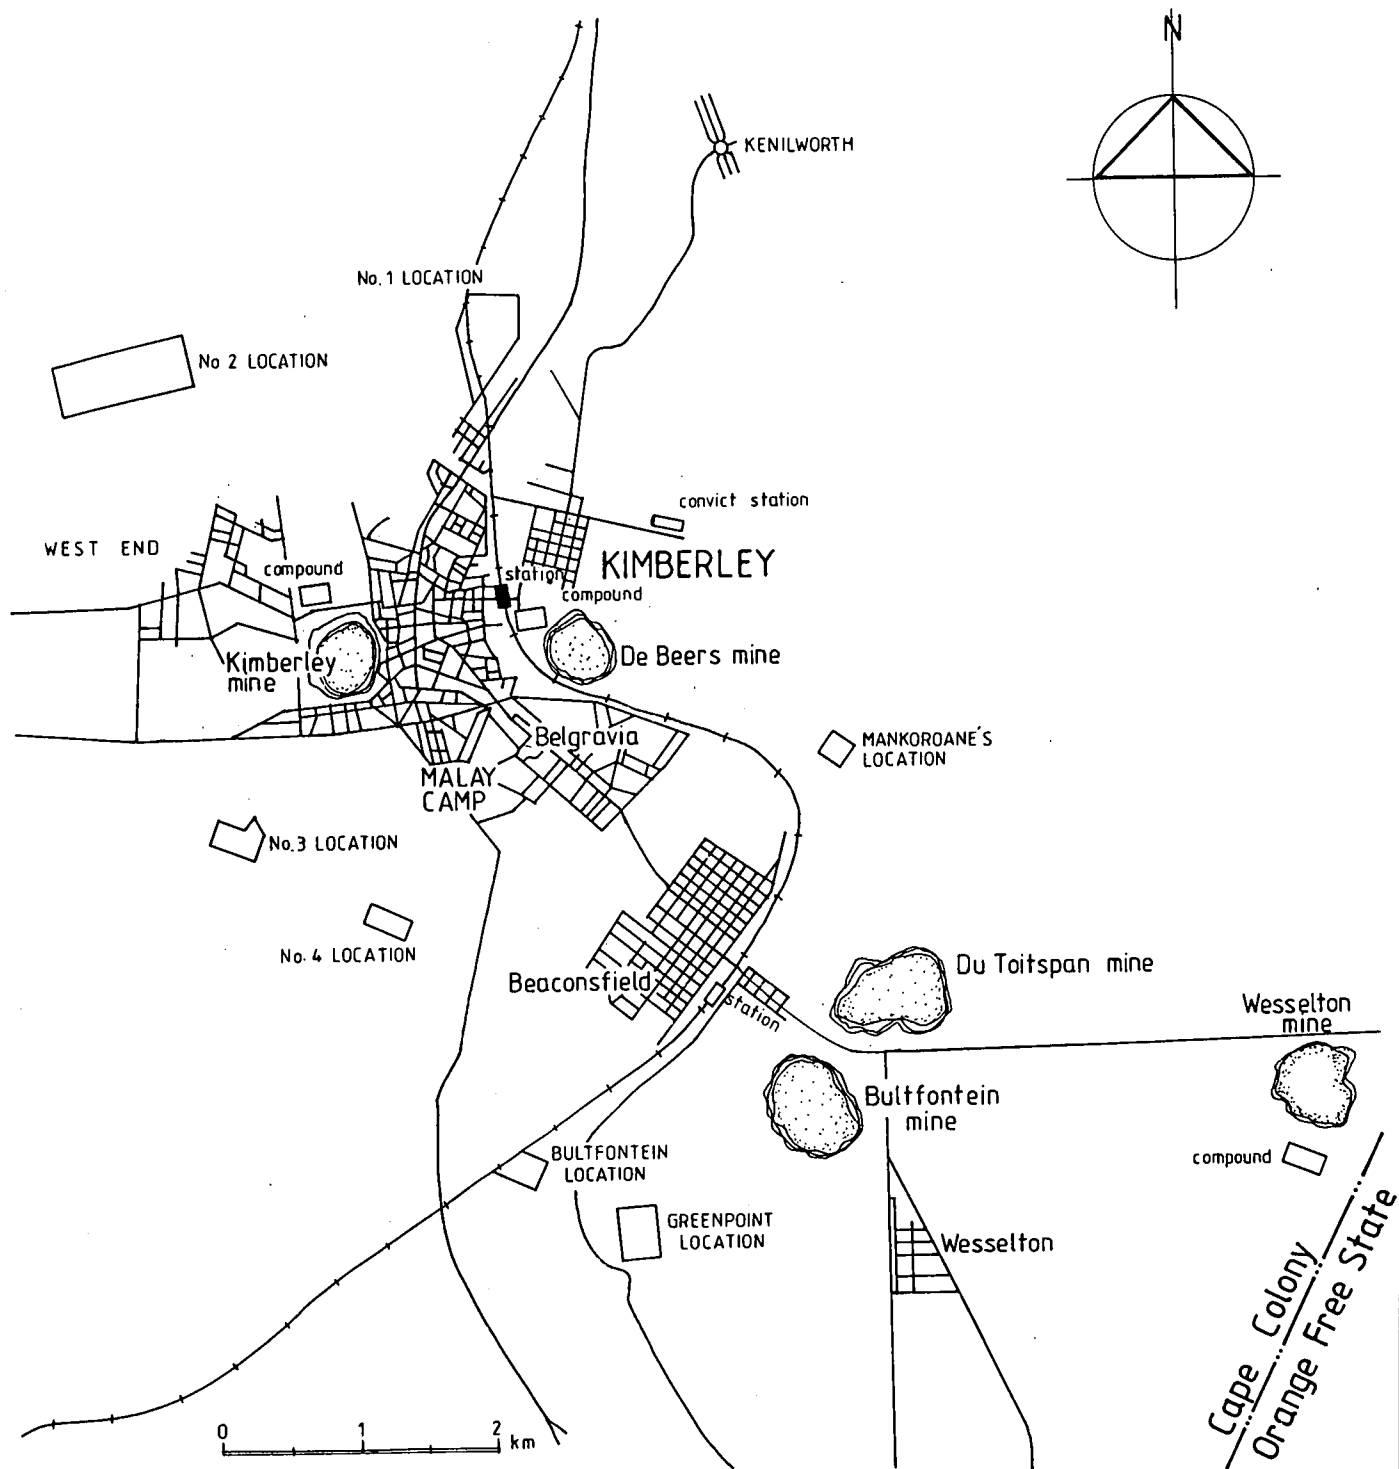 N
KENILWORTH
No. 1 LOCATION
No 2 LOCATION
convict station
WEST END
compound
KIMBERLEY
station
compound
Kimberley
mine
De Beers mine
Belgravia
MANKOROANE'S
LOCATION
MALAY
CAMP
No.3 LOCATION
No. 4 LOCATION
Beaconsfield
station
Du Toitspan mine
Wesselton
mine
Bultfontein
mine
BULTFONTEIN
LOCATION
compound
GREENPOINT
LOCATION
Wesselton
Cape Colony
Orange Free State
0 1 2 km